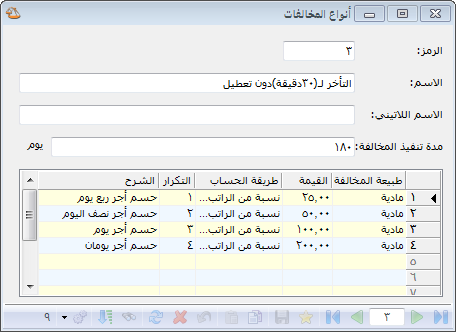 أنواع المخالفات
الرمز: ٣
الاسم: التأخر لـ(٣٠دقيقة)دون تعطيل
الاسم اللاتيني:
مدة تنفيذ المخالفة: ١٨٠ يوم
طبيعة المخالفة القيمة طريقة الحساب التكرار الشرح
١ مادية ٢٥,٠٠ نسبة من الراتب... ١ حسم أجر ربع يوم
٢ مادية ٥٠,٠٠ نسبة من الراتب... ٢ حسم أجر نصف اليوم
٣ مادية ١٠٠,٠٠ نسبة من الراتب... ٣ حسم أجر يوم
٤ مادية ٢٠٠,٠٠ نسبة من الراتب... ٤ حسم أجر يومان
٥
٦
٧
٣ ٩